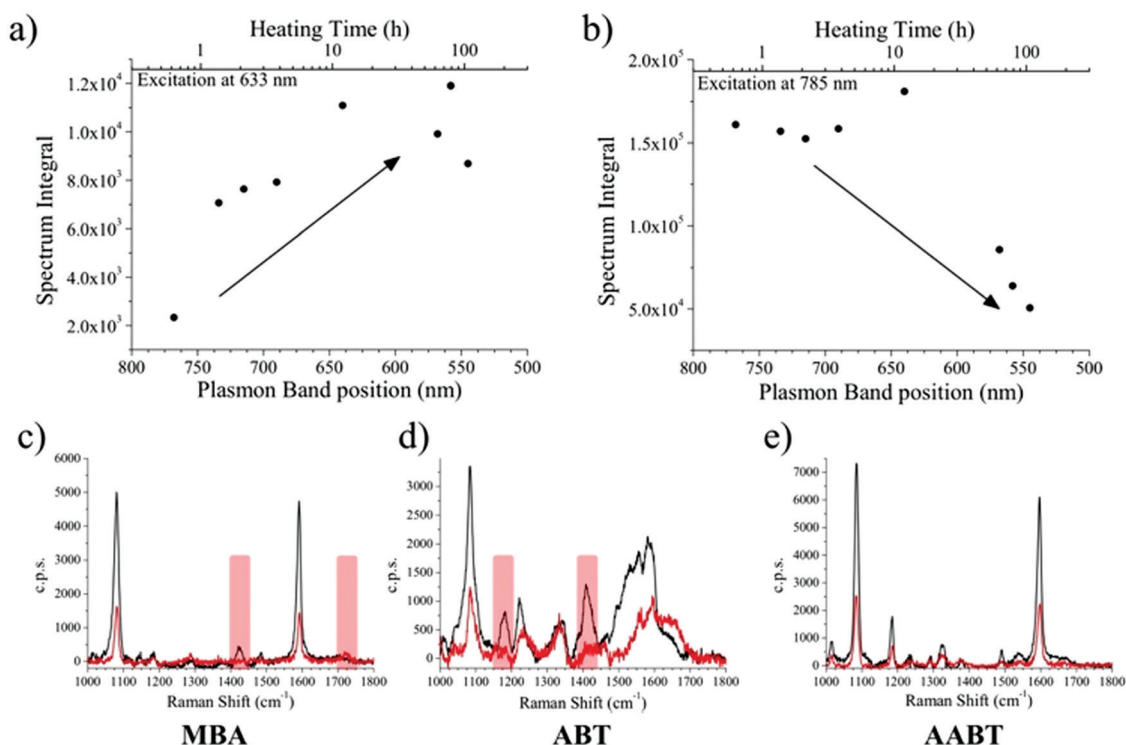 a)
Heating Time (h)
1 10 100
Excitation at 633 nm
1.2x10⁴
1.0x10⁴
8.0x10³
6.0x10³
4.0x10³
2.0x10³
Spectrum Integral
800 750 700 650 600 550 500
Plasmon Band position (nm)
b)
Heating Time (h)
1 10 100
Excitation at 785 nm
2.0x10⁵
1.5x10⁵
1.0x10⁵
5.0x10⁴
Spectrum Integral
800 750 700 650 600 550 500
Plasmon Band position (nm)
c)
6000
5000
4000
3000
2000
1000
0
c.p.s.
1000 1100 1200 1300 1400 1500 1600 1700 1800
Raman Shift (cm⁻¹)
MBA
d)
3000
2500
2000
1500
1000
500
0
c.p.s.
1000 1100 1200 1300 1400 1500 1600 1700 1800
Raman Shift (cm⁻¹)
ABT
e)
7000
6000
5000
4000
3000
2000
1000
0
c.p.s.
1000 1100 1200 1300 1400 1500 1600 1700 1800
Raman Shift (cm⁻¹)
AABT